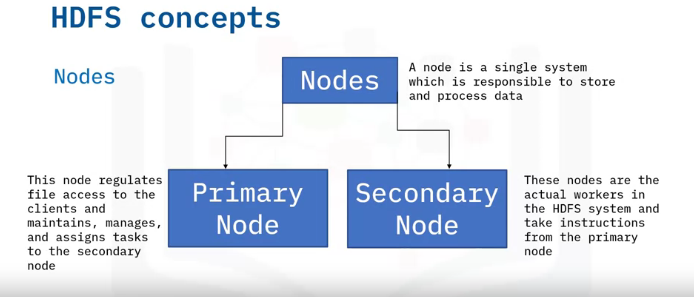 HDFS concepts
Nodes
Nodes
A node is a single system
which is responsible to store
and process data
This node regulates
file access to the
clients and
maintains, manages,
and assigns tasks
to the secondary
node
Primary
Node
Secondary
Node
These nodes are the
actual workers in
the HDFS system and
take instructions
from the primary
node